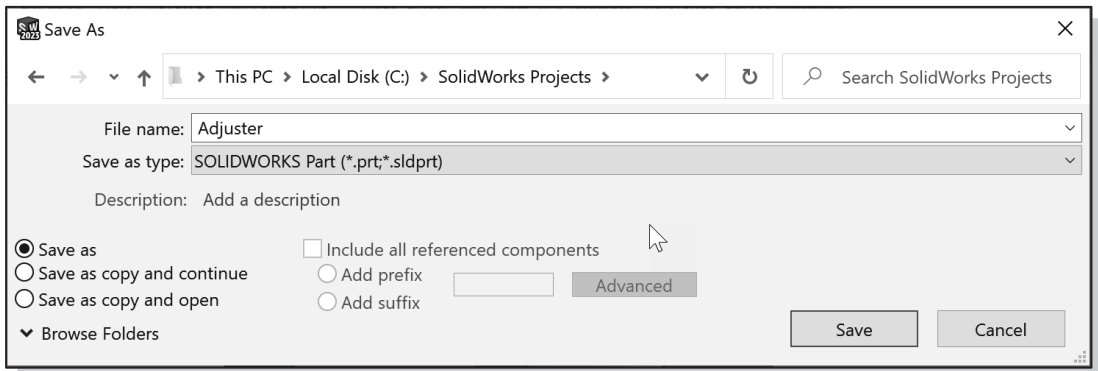 SW 2023 Save As
This PC > Local Disk (C:) > SolidWorks Projects > Search SolidWorks Projects
File name: Adjuster
Save as type: SOLIDWORKS Part (*.prt;*.sldprt)
Description: Add a description
Save as Include all referenced components
Save as copy and continue Add prefix Advanced
Save as copy and open Add suffix
Browse Folders Save Cancel